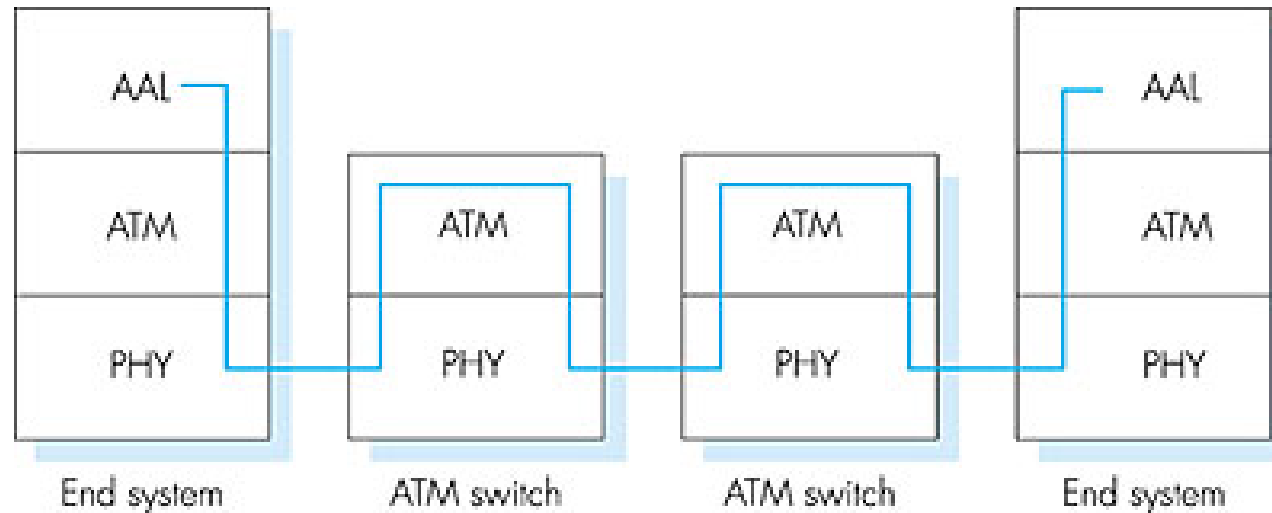 AAL
ATM
PHY
End system
ATM
PHY
ATM switch
ATM
PHY
ATM switch
AAL
ATM
PHY
End system